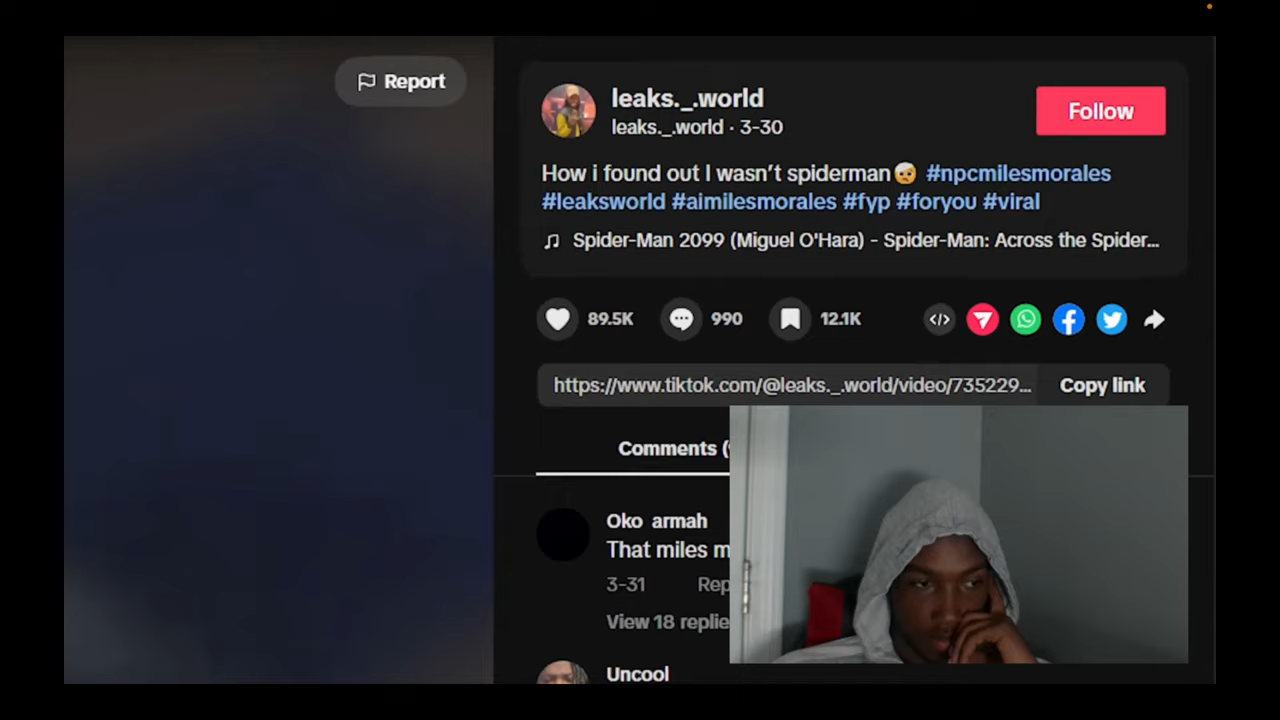 Report
leaks._.world
leaks._.world · 3-30
Follow
How i found out I wasn’t spiderman🤕 #npcmilesmorales
#leaksworld #aimilesmorales #fyp #foryou #viral
Spider-Man 2099 (Miguel O'Hara) - Spider-Man: Across the Spider...
89.5K 990 12.1K
https://www.tiktok.com/@leaks._.world/video/735229... Copy link
Comments (
Oko armah
That miles m
3-31 Rep
View 18 replie
Uncool